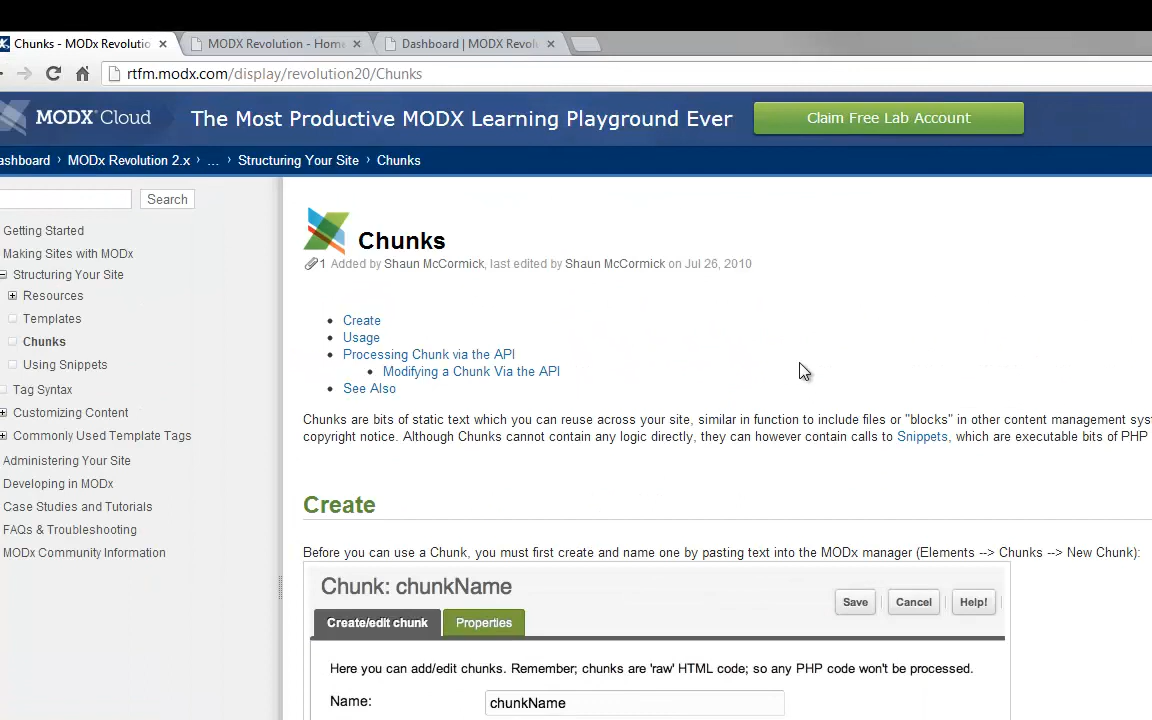 Chunks - MODx Revolutio
MODX Revolution - Home
Dashboard | MODX Revol
rtfm.modx.com/display/revolution20/Chunks
MODX Cloud The Most Productive MODX Learning Playground Ever Claim Free Lab Account
ashboard › MODx Revolution 2.x › ... › Structuring Your Site › Chunks
Search
Getting Started
Making Sites with MODx
Structuring Your Site
Resources
Templates
Chunks
Using Snippets
Tag Syntax
Customizing Content
Commonly Used Template Tags
Administering Your Site
Developing in MODx
Case Studies and Tutorials
FAQs & Troubleshooting
MODx Community Information
Chunks
1 Added by Shaun McCormick, last edited by Shaun McCormick on Jul 26, 2010
• Create
• Usage
• Processing Chunk via the API
• Modifying a Chunk Via the API
• See Also
Chunks are bits of static text which you can reuse across your site, similar in function to include files or "blocks" in other content management sys
copyright notice. Although Chunks cannot contain any logic directly, they can however contain calls to Snippets, which are executable bits of PHP
Create
Before you can use a Chunk, you must first create and name one by pasting text into the MODx manager (Elements --> Chunks --> New Chunk):
Chunk: chunkName
Save Cancel Help!
Create/edit chunk Properties
Here you can add/edit chunks. Remember; chunks are 'raw' HTML code; so any PHP code won't be processed.
Name: chunkName